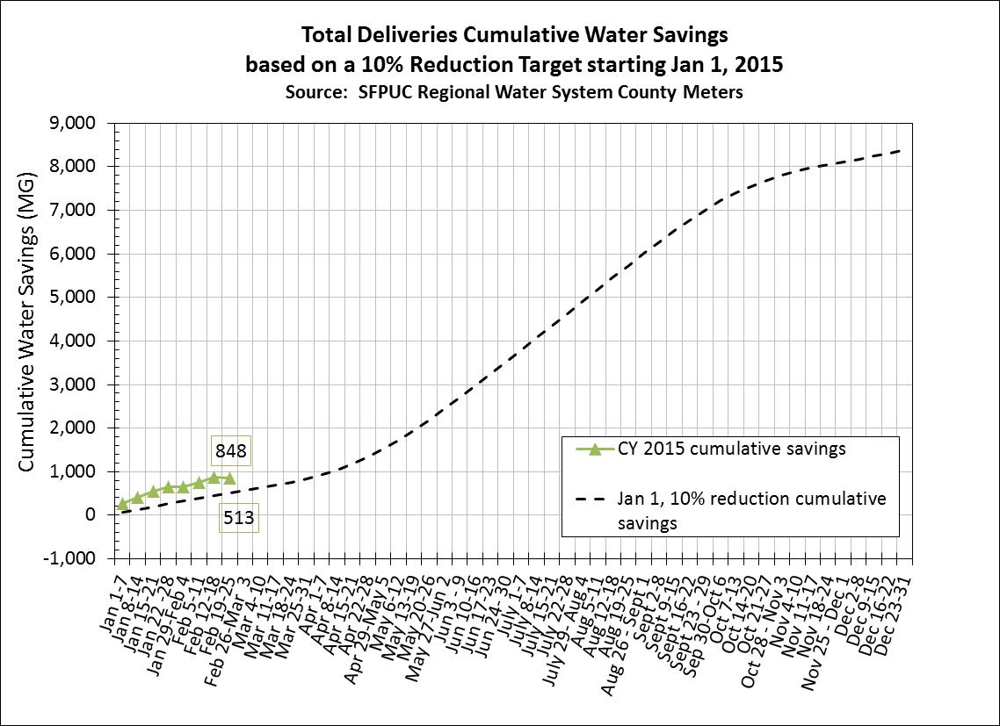 Total Deliveries Cumulative Water Savings
based on a 10% Reduction Target starting Jan 1, 2015
Source:  SFPUC Regional Water System County Meters
Cumulative Water Savings (MG)
9,000
8,000
7,000
6,000
5,000
4,000
3,000
2,000
1,000
0
-1,000
848
513
CY 2015 cumulative savings
Jan 1, 10% reduction cumulative
savings
Jan 1-7
Jan 8-14
Jan 15-21
Jan 22 -28
Jan 29-Feb 4
Feb 5-11
Feb 12-18
Feb 19-25
Feb 26-Mar 3
Mar 4-10
Mar 11-17
Mar 18-24
Mar 25-31
Apr 1-7
Apr 8-14
Apr 15-21
Apr 22-28
Apr 29-May 5
May 6-12
May 13-19
May 20-26
May 27-Jun 2
Jun 3 - 9
Jun 10-16
Jun 17-23
Jun 24- 30
July 1-7
July 8-14
July 15-21
July 22-28
July 29- Aug 4
Aug 5-11
Aug 12-18
Aug 19-25
Aug 26 - Sept 1
Sept 2-8
Sept 9-15
Sept 16-22
Sept 23 - 29
Sep 30-Oct 6
Oct 7-13
Oct 14-20
Oct 21-27
Oct 28 - Nov 3
Nov 4-10
Nov 11-17
Nov 18-24
Nov 25 - Dec 1
Dec 2-8
Dec 9-15
Dec 16-22
Dec 23-31